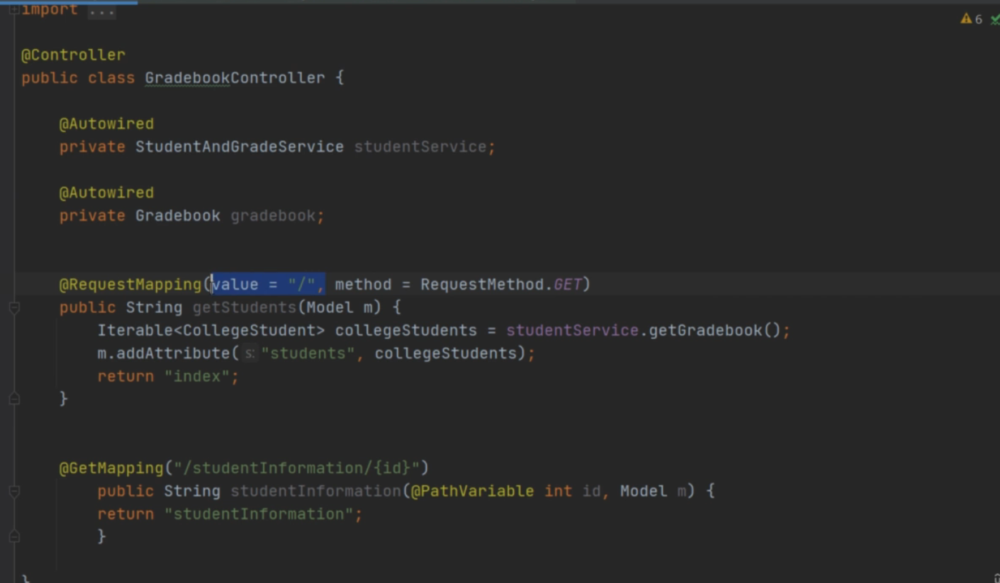 import ...
6
@Controller
public class GradebookController {
@Autowired
private StudentAndGradeService studentService;
@Autowired
private Gradebook gradebook;
@RequestMapping(value = "/", method = RequestMethod.GET)
public String getStudents(Model m) {
Iterable<CollegeStudent> collegeStudents = studentService.getGradebook();
m.addAttribute( s: "students", collegeStudents);
return "index";
}
@GetMapping("/studentInformation/{id}")
public String studentInformation(@PathVariable int id, Model m) {
return "studentInformation";
}
}